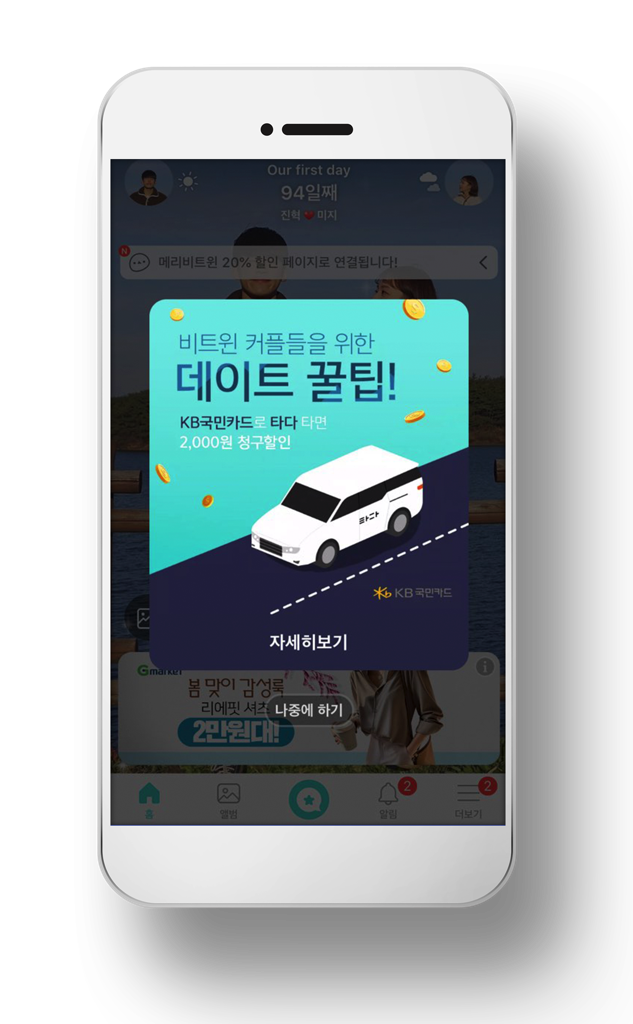 Our first day
94일째
진혁 ❤ 미지
N
메리비트윈 20% 할인 페이지로 연결됩니다!
비트윈 커플들을 위한
데이트 꿀팁!
KB국민카드로 타다 타면
2,000원 청구할인
타다
KB국민카드
자세히보기
Gmarket
봄 맞이 감성룩
리에핏 셔츠
2만원대!
나중에 하기
2
2
홈
앨범
알림
더보기